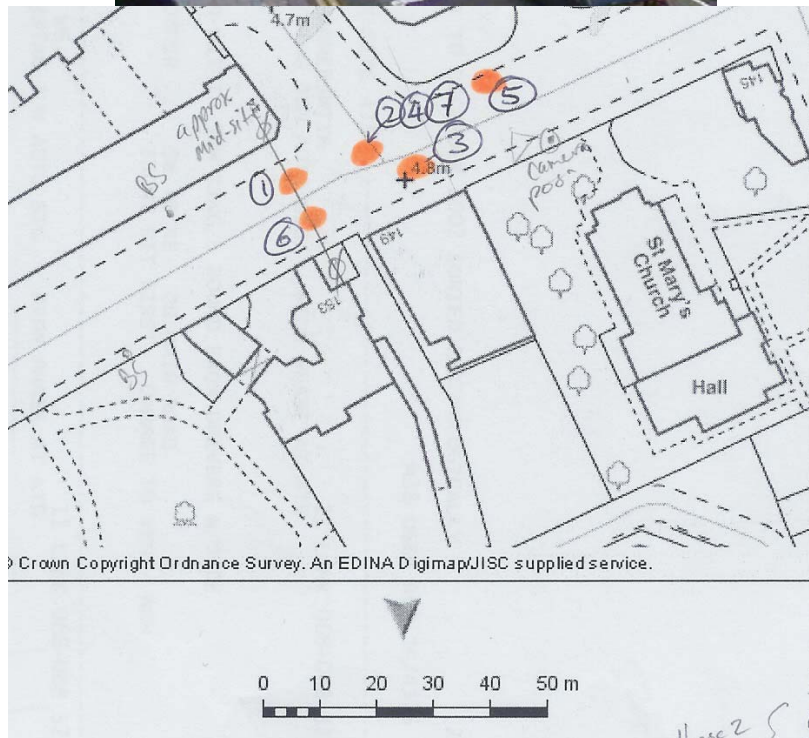 4.7m
approx
mid-site
BS
2 4 7
5
3
4.8m
1
6
camera
posn
145
149
153
St Mary's
Church
Hall
BS
Crown Copyright Ordnance Survey. An EDINA Digimap/JISC supplied service.
0 10 20 30 40 50 m